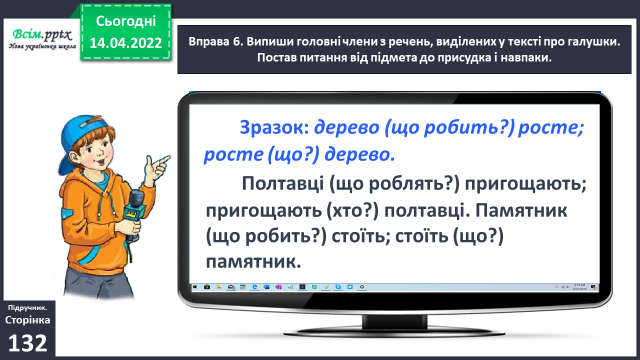 Всім.pptx
Нова українська школа
Сьогодні
14.04.2022
Вправа 6. Випиши головні члени з речень, виділених у тексті про галушки.
Постав питання від підмета до присудка і навпаки.
Зразок: дерево (що робить?) росте;
росте (що?) дерево.
Полтавці (що роблять?) пригощають;
пригощають (хто?) полтавці. Памятник
(що робить?) стоїть; стоїть (що?)
памятник.
Підручник.
Сторінка
132